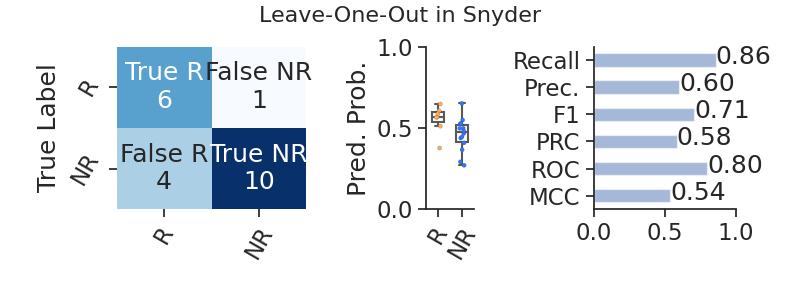 Leave-One-Out in Snyder
True Label
R
NR
True R
6
False NR
1
False R
4
True NR
10
R
NR
Pred. Prob.
1.0
0.5
0.0
R
NR
Recall
0.86
Prec.
0.60
F1
0.71
PRC
0.58
ROC
0.80
MCC
0.54
0.0
0.5
1.0